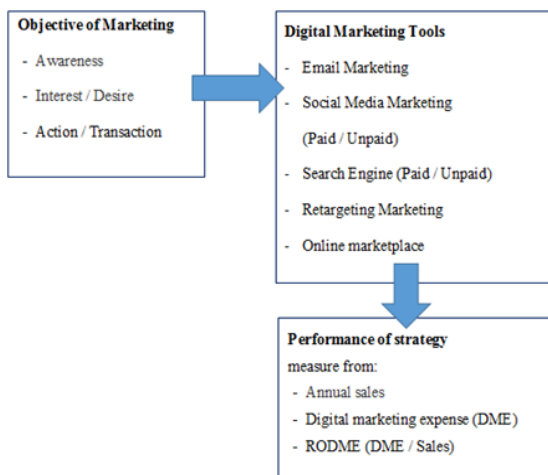 Objective of Marketing
- Awareness
- Interest / Desire
- Action / Transaction
Digital Marketing Tools
- Email Marketing
- Social Media Marketing
(Paid / Unpaid)
- Search Engine (Paid / Unpaid)
- Retargeting Marketing
- Online marketplace
Performance of strategy
measure from:
- Annual sales
- Digital marketing expense (DME)
- RODME (DME / Sales)